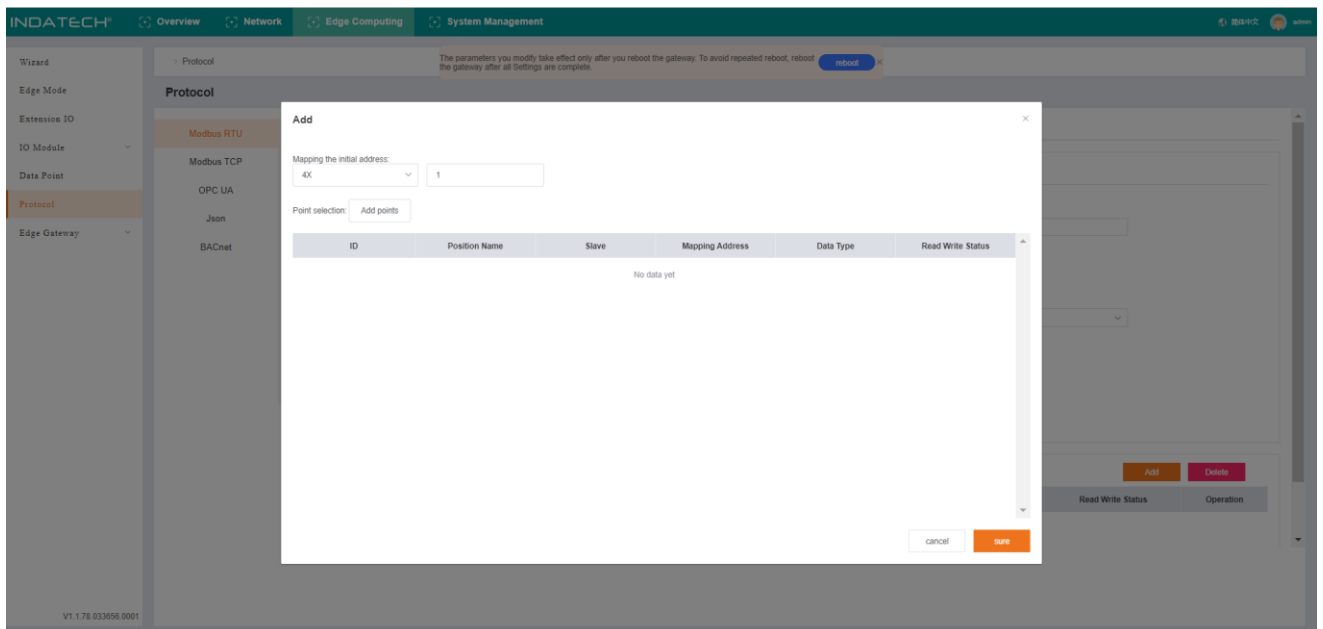 INDATECH® Overview Network Edge Computing System Management 简体中文 admin
Wizard
Edge Mode
Extension IO
IO Module
Data Point
Protocol
Edge Gateway
V1.1.78.033656.0001
> Protocol
The parameters you modify take effect only after you reboot the gateway. To avoid repeated reboot, reboot
the gateway after all Settings are complete.
reboot ×
Protocol
Modbus RTU
Modbus TCP
OPC UA
Json
BACnet
Add ×
Mapping the initial address:
4X 1
Point selection: Add points
ID Position Name Slave Mapping Address Data Type Read Write Status
No data yet
cancel sure
Add Delete
Read Write Status Operation